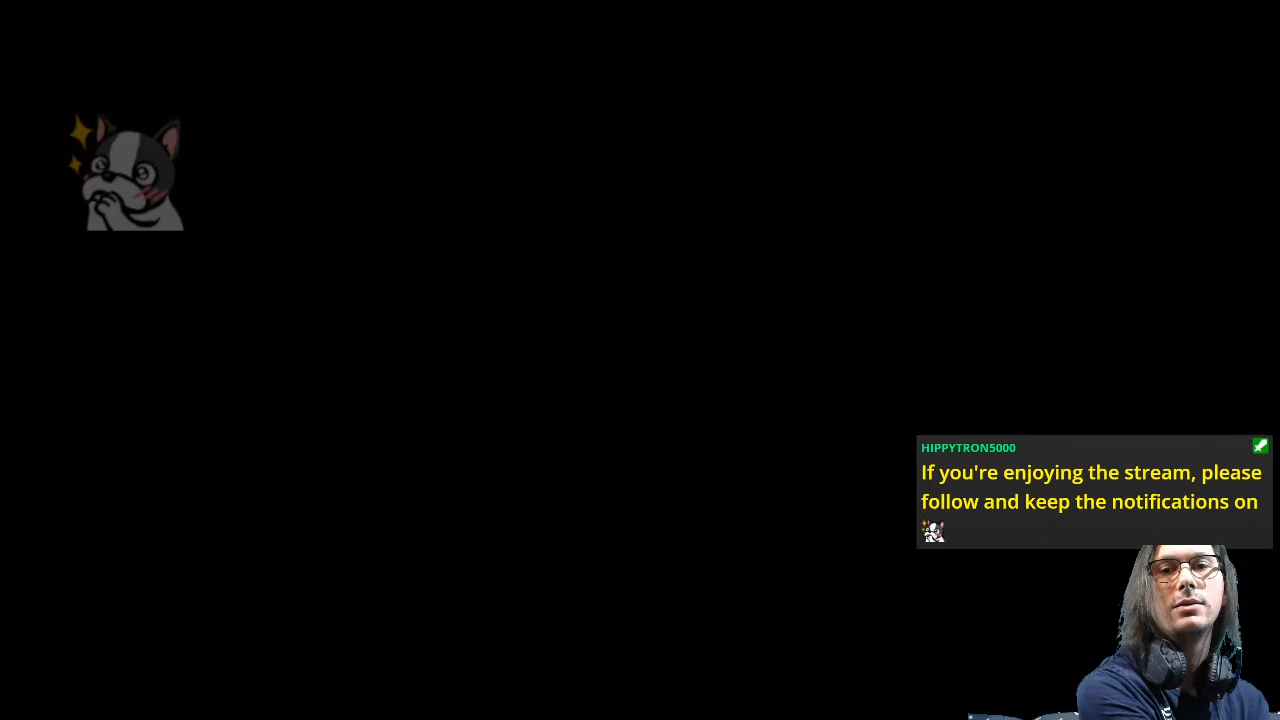 HIPPYTRON5000
If you're enjoying the stream, please
follow and keep the notifications on